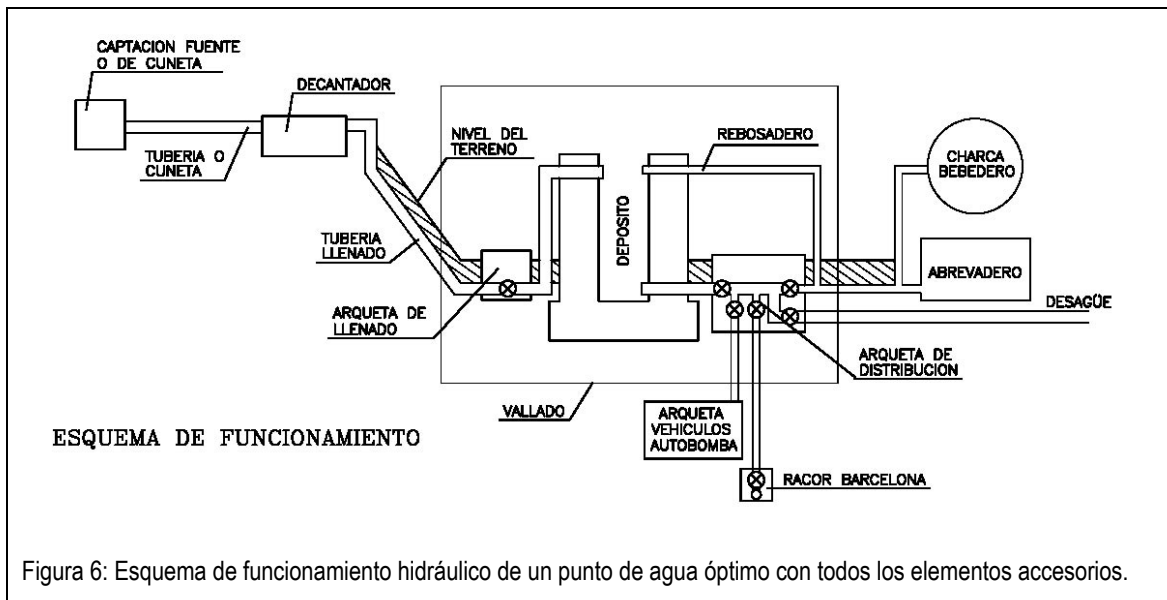 CAPTACION FUENTE
O DE CUNETA
DECANTADOR
TUBERIA O
CUNETA
NIVEL DEL
TERRENO
REBOSADERO
CHARCA
BEBEDERO
DEPOSITO
TUBERIA
LLENADO
ABREVADERO
ARQUETA DE
LLENADO
DESAGÜE
ARQUETA DE
DISTRIBUCION
VALLADO
ARQUETA
VEHICULOS
AUTOBOMBA
ESQUEMA DE FUNCIONAMIENTO
RACOR BARCELONA
Figura 6: Esquema de funcionamiento hidráulico de un punto de agua óptimo con todos los elementos accesorios.